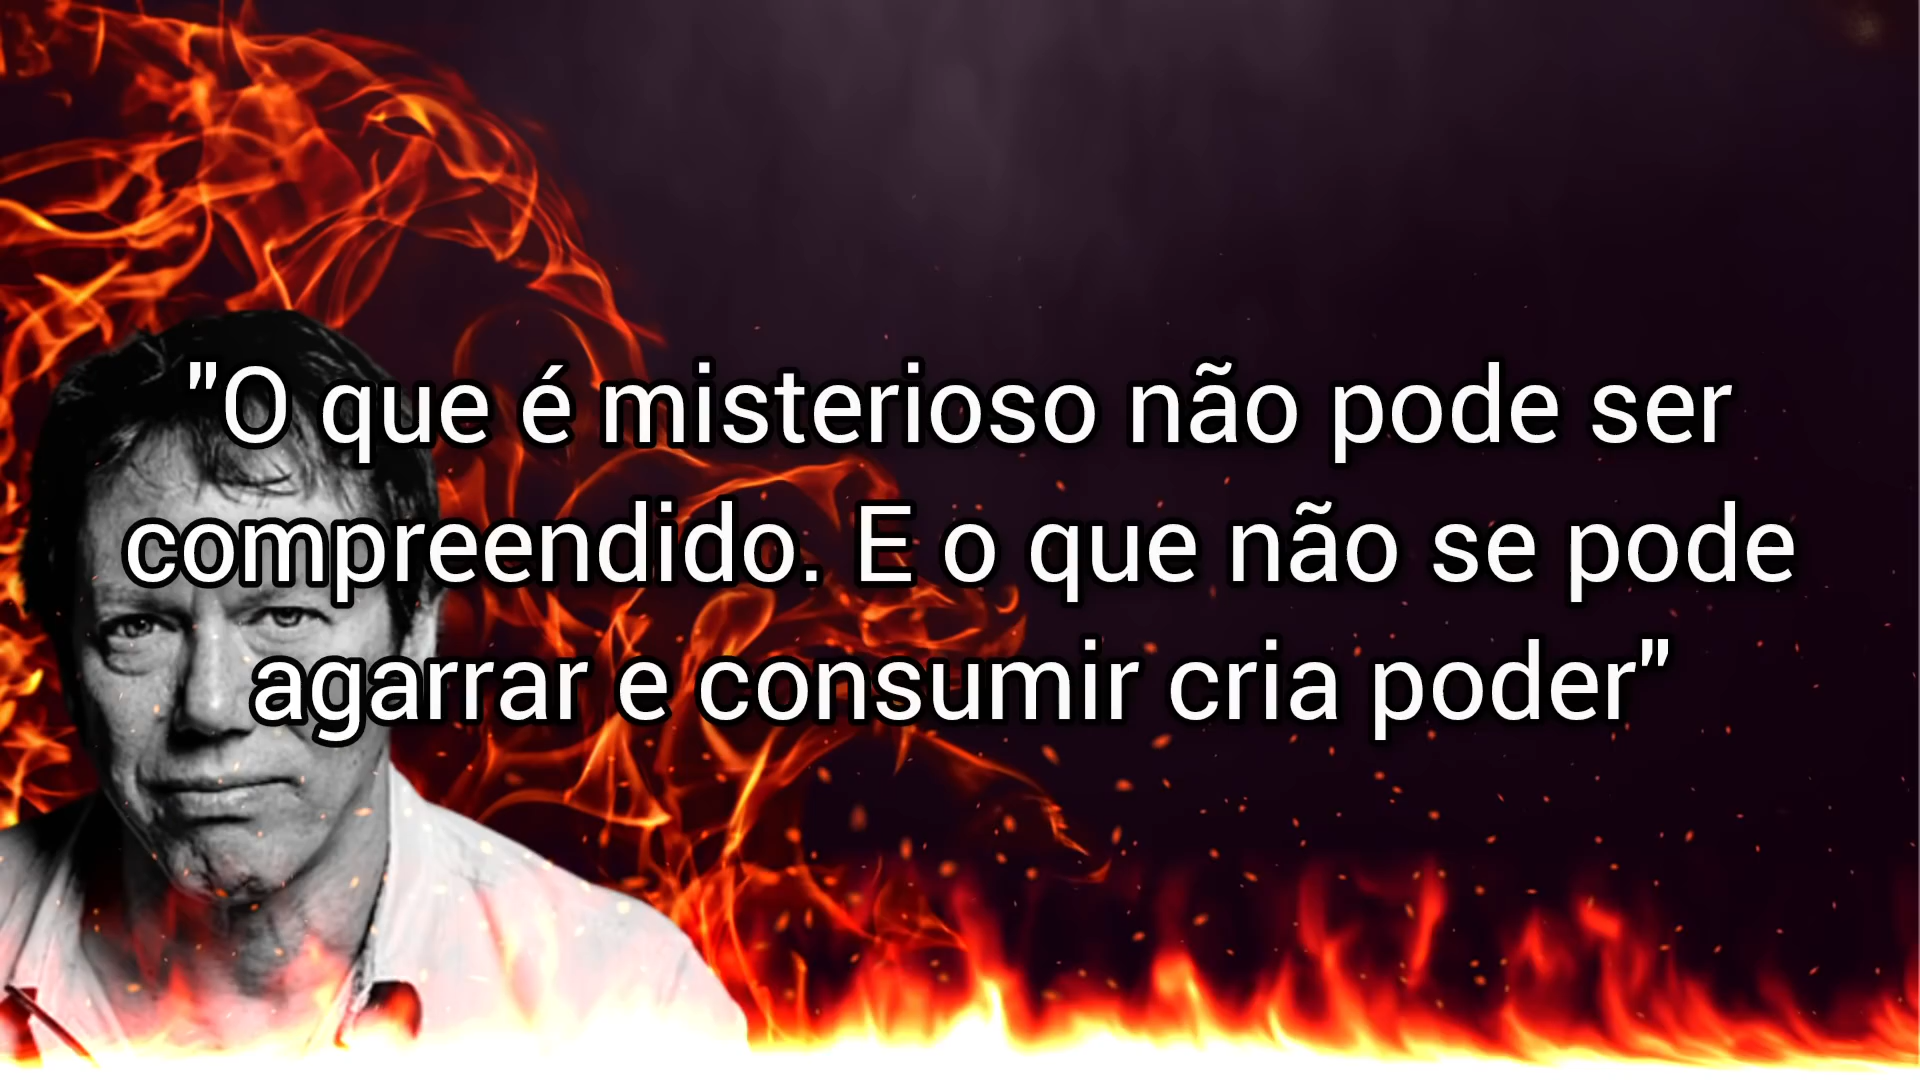 "O que é misterioso não pode ser
compreendido. E o que não se pode
agarrar e consumir cria poder"